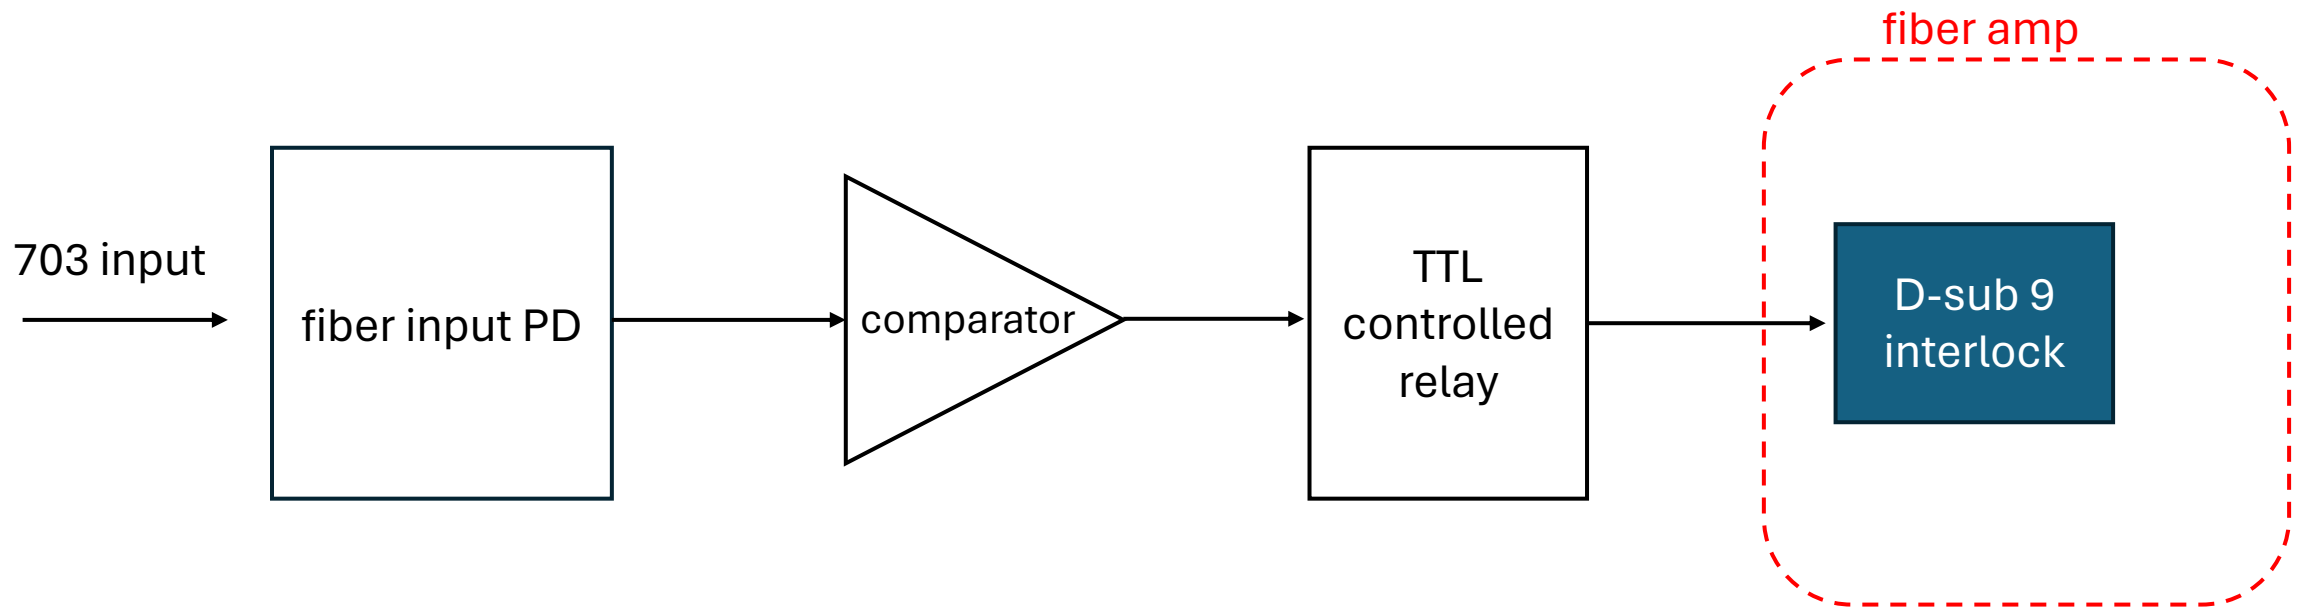 fiber amp
703 input
fiber input PD
comparator
TTL
controlled
relay
D-sub 9
interlock